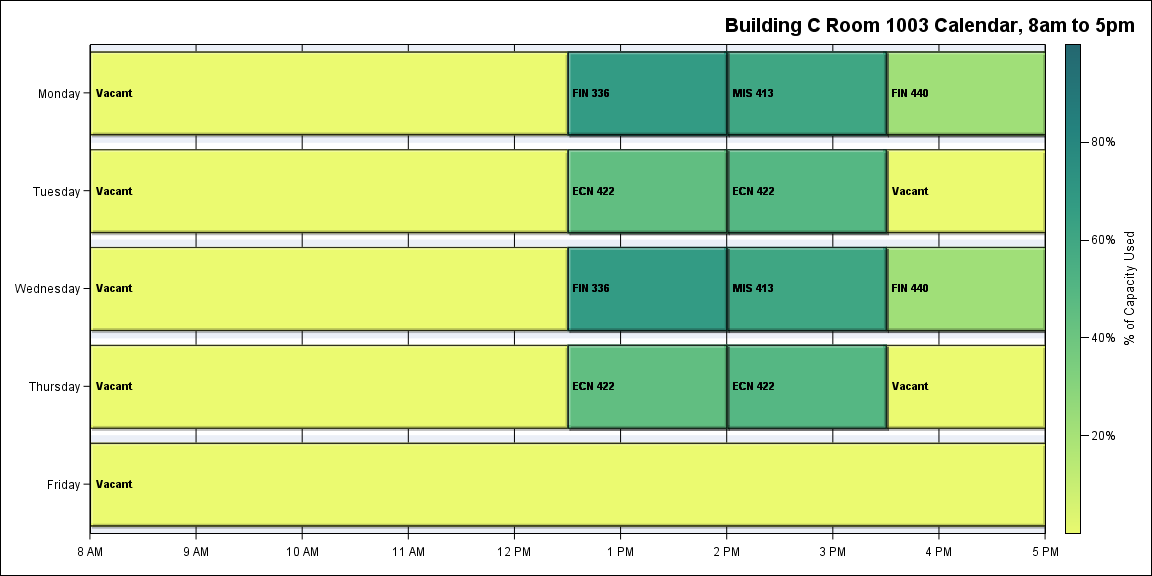 Building C Room 1003 Calendar, 8am to 5pm
Monday
Vacant
FIN 336
MIS 413
FIN 440
Tuesday
Vacant
ECN 422
ECN 422
Vacant
Wednesday
Vacant
FIN 336
MIS 413
FIN 440
Thursday
Vacant
ECN 422
ECN 422
Vacant
Friday
Vacant
8 AM
9 AM
10 AM
11 AM
12 PM
1 PM
2 PM
3 PM
4 PM
5 PM
80%
60%
40%
20%
% of Capacity Used